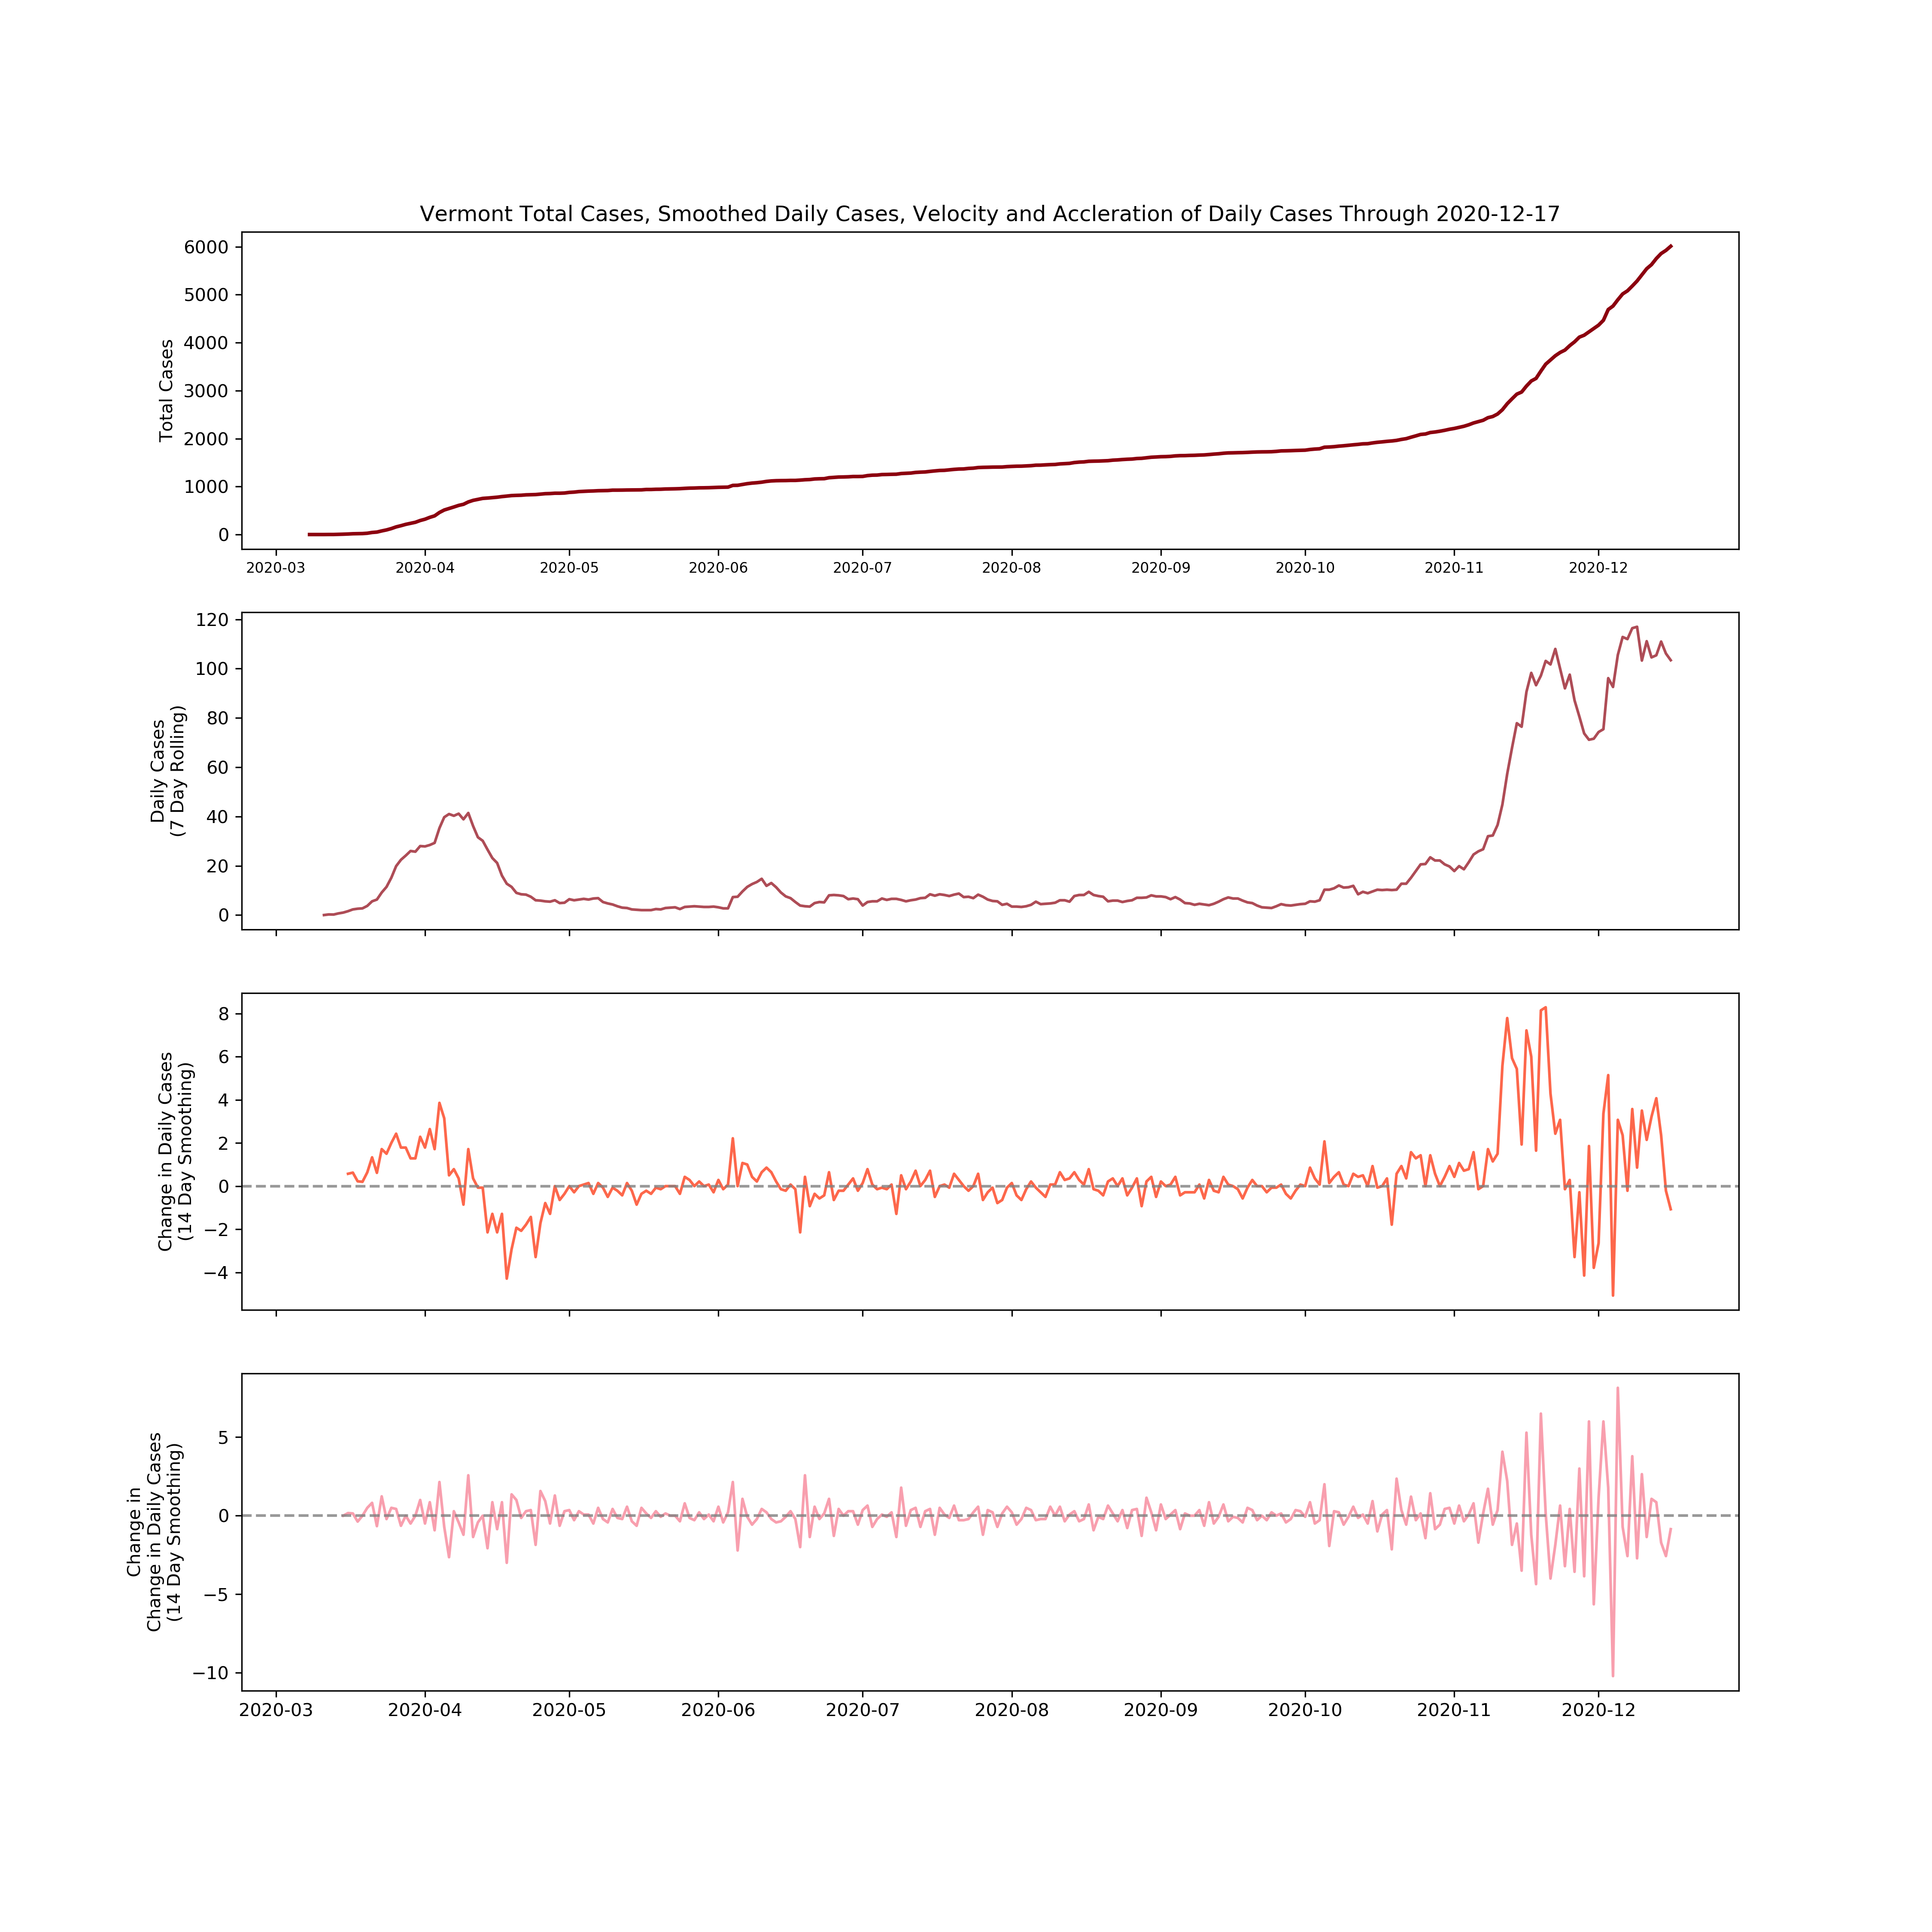 Vermont Total Cases, Smoothed Daily Cases, Velocity and Accleration of Daily Cases Through 2020-12-17
Total Cases
6000
5000
4000
3000
2000
1000
0
2020-03 2020-04 2020-05 2020-06 2020-07 2020-08 2020-09 2020-10 2020-11 2020-12
Daily Cases
(7 Day Rolling)
120
100
80
60
40
20
0
Change in Daily Cases
(14 Day Smoothing)
8
6
4
2
0
−2
−4
Change in
Change in Daily Cases
(14 Day Smoothing)
5
0
−5
−10
2020-03 2020-04 2020-05 2020-06 2020-07 2020-08 2020-09 2020-10 2020-11 2020-12